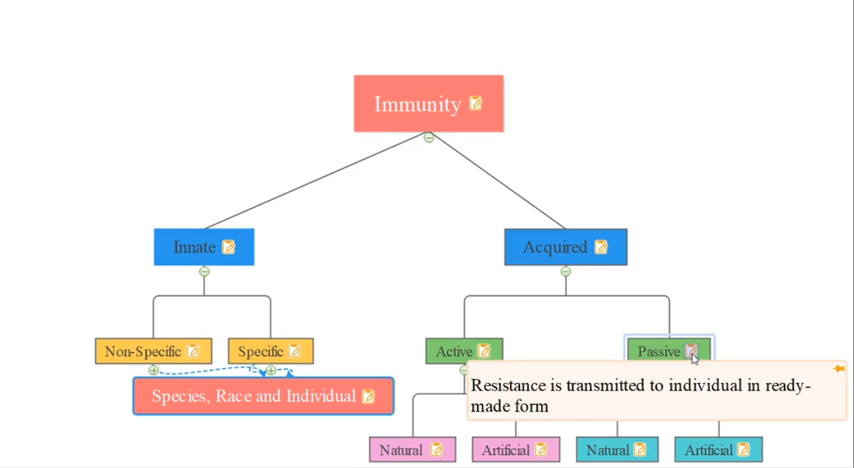 Immunity
Innate
Acquired
Non-Specific
Specific
Active
Passive
Species, Race and Individual
Resistance is transmitted to individual in ready-
made form
Natural
Artificial
Natural
Artificial